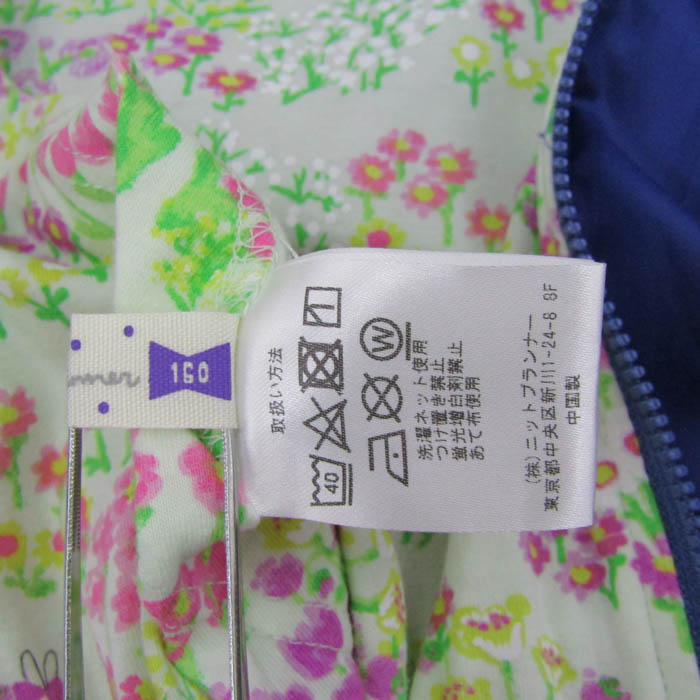 mmer
160
取扱い方法
40
W
洗濯ネット使用
つけ置き禁止
蛍光増白剤禁止
あて布使用
(株)ニットプランナー
東京都中央区新川1-24-8 8F
中国製